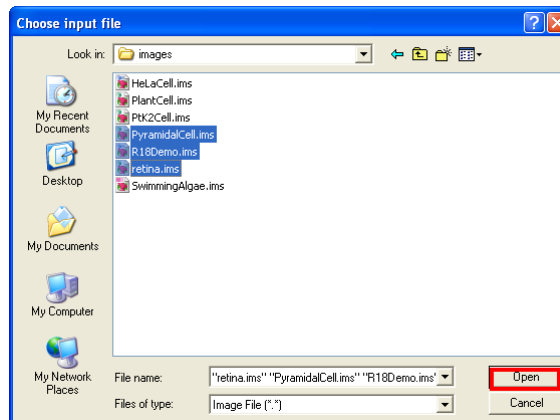 Choose input file
Look in: images
HeLaCell.ims
PlantCell.ims
PtK2Cell.ims
PyramidalCell.ims
R18Demo.ims
retina.ims
SwimmingAlgae.ims
My Recent
Documents
Desktop
My Documents
My Computer
My Network
Places
File name: "retina.ims" "PyramidalCell.ims" "R18Demo.ims"
Open
Files of type: Image File (*.*)
Cancel